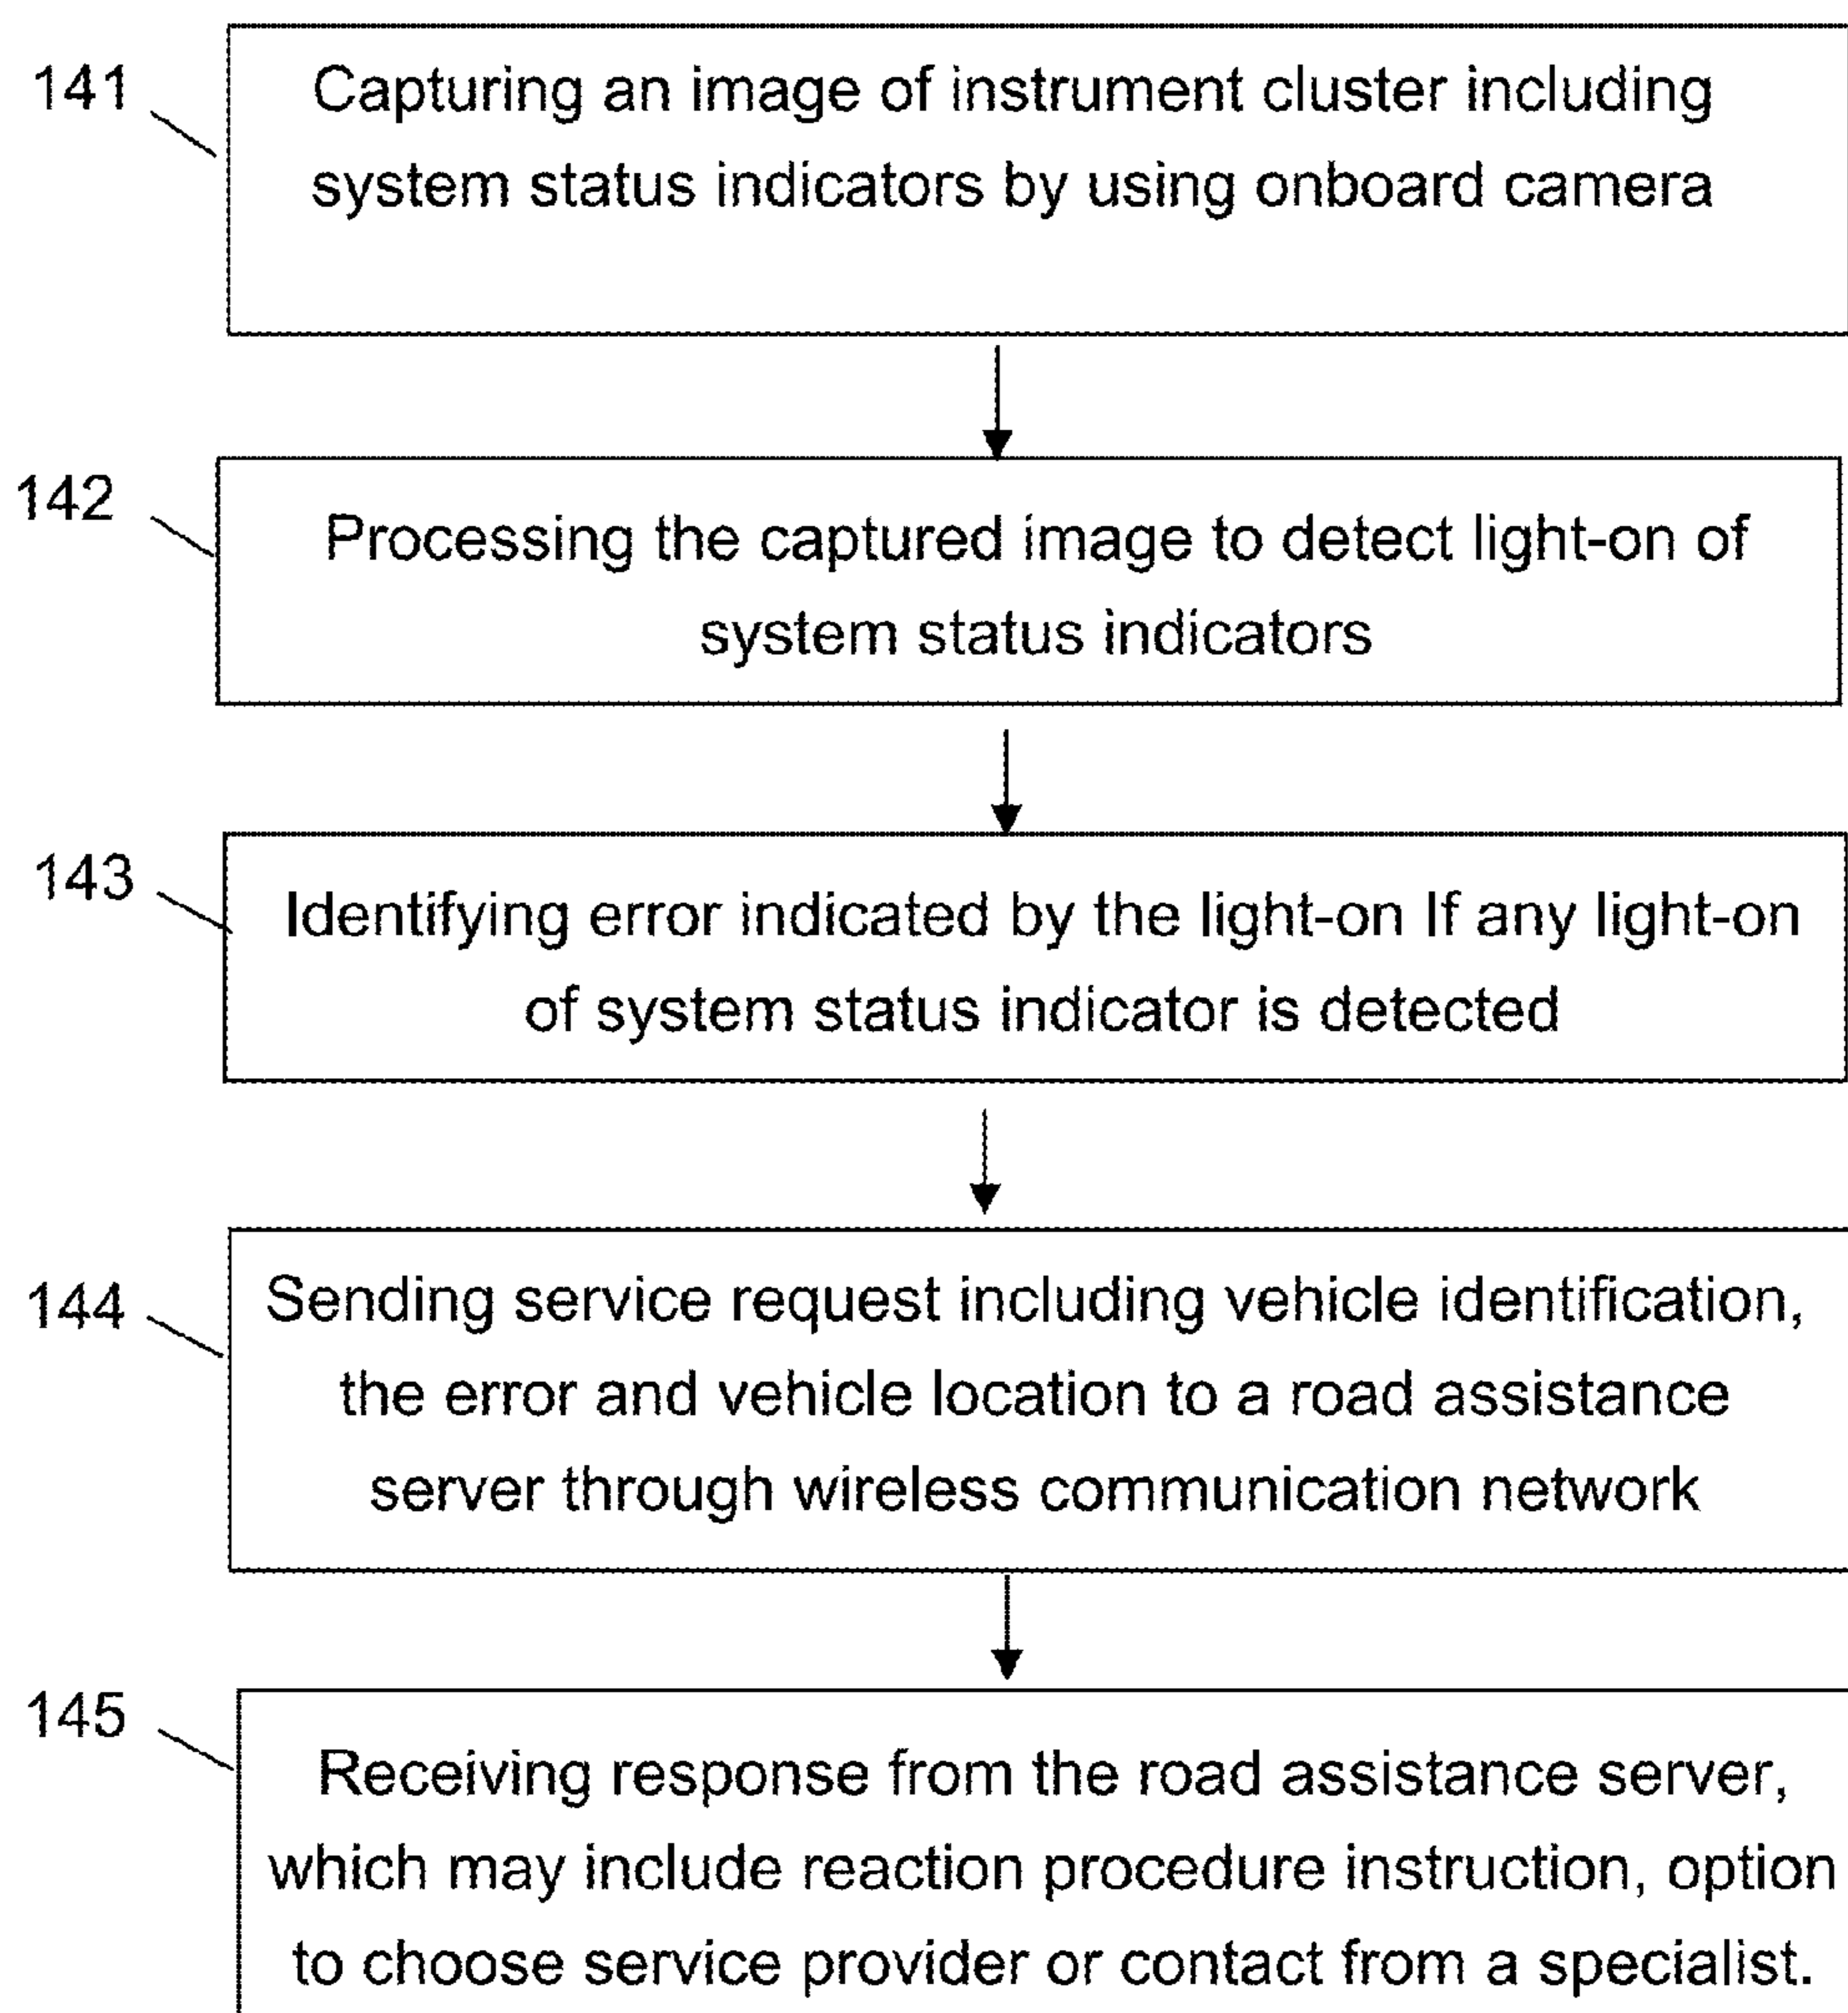 141
Capturing an image of instrument cluster including
system status indicators by using onboard camera
142
Processing the captured image to detect light-on of
system status indicators
143
Identifying error indicated by the light-on If any light-on
of system status indicator is detected
144
Sending service request including vehicle identification,
the error and vehicle location to a road assistance
server through wireless communication network
145
Receiving response from the road assistance server,
which may include reaction procedure instruction, option
to choose service provider or contact from a specialist.